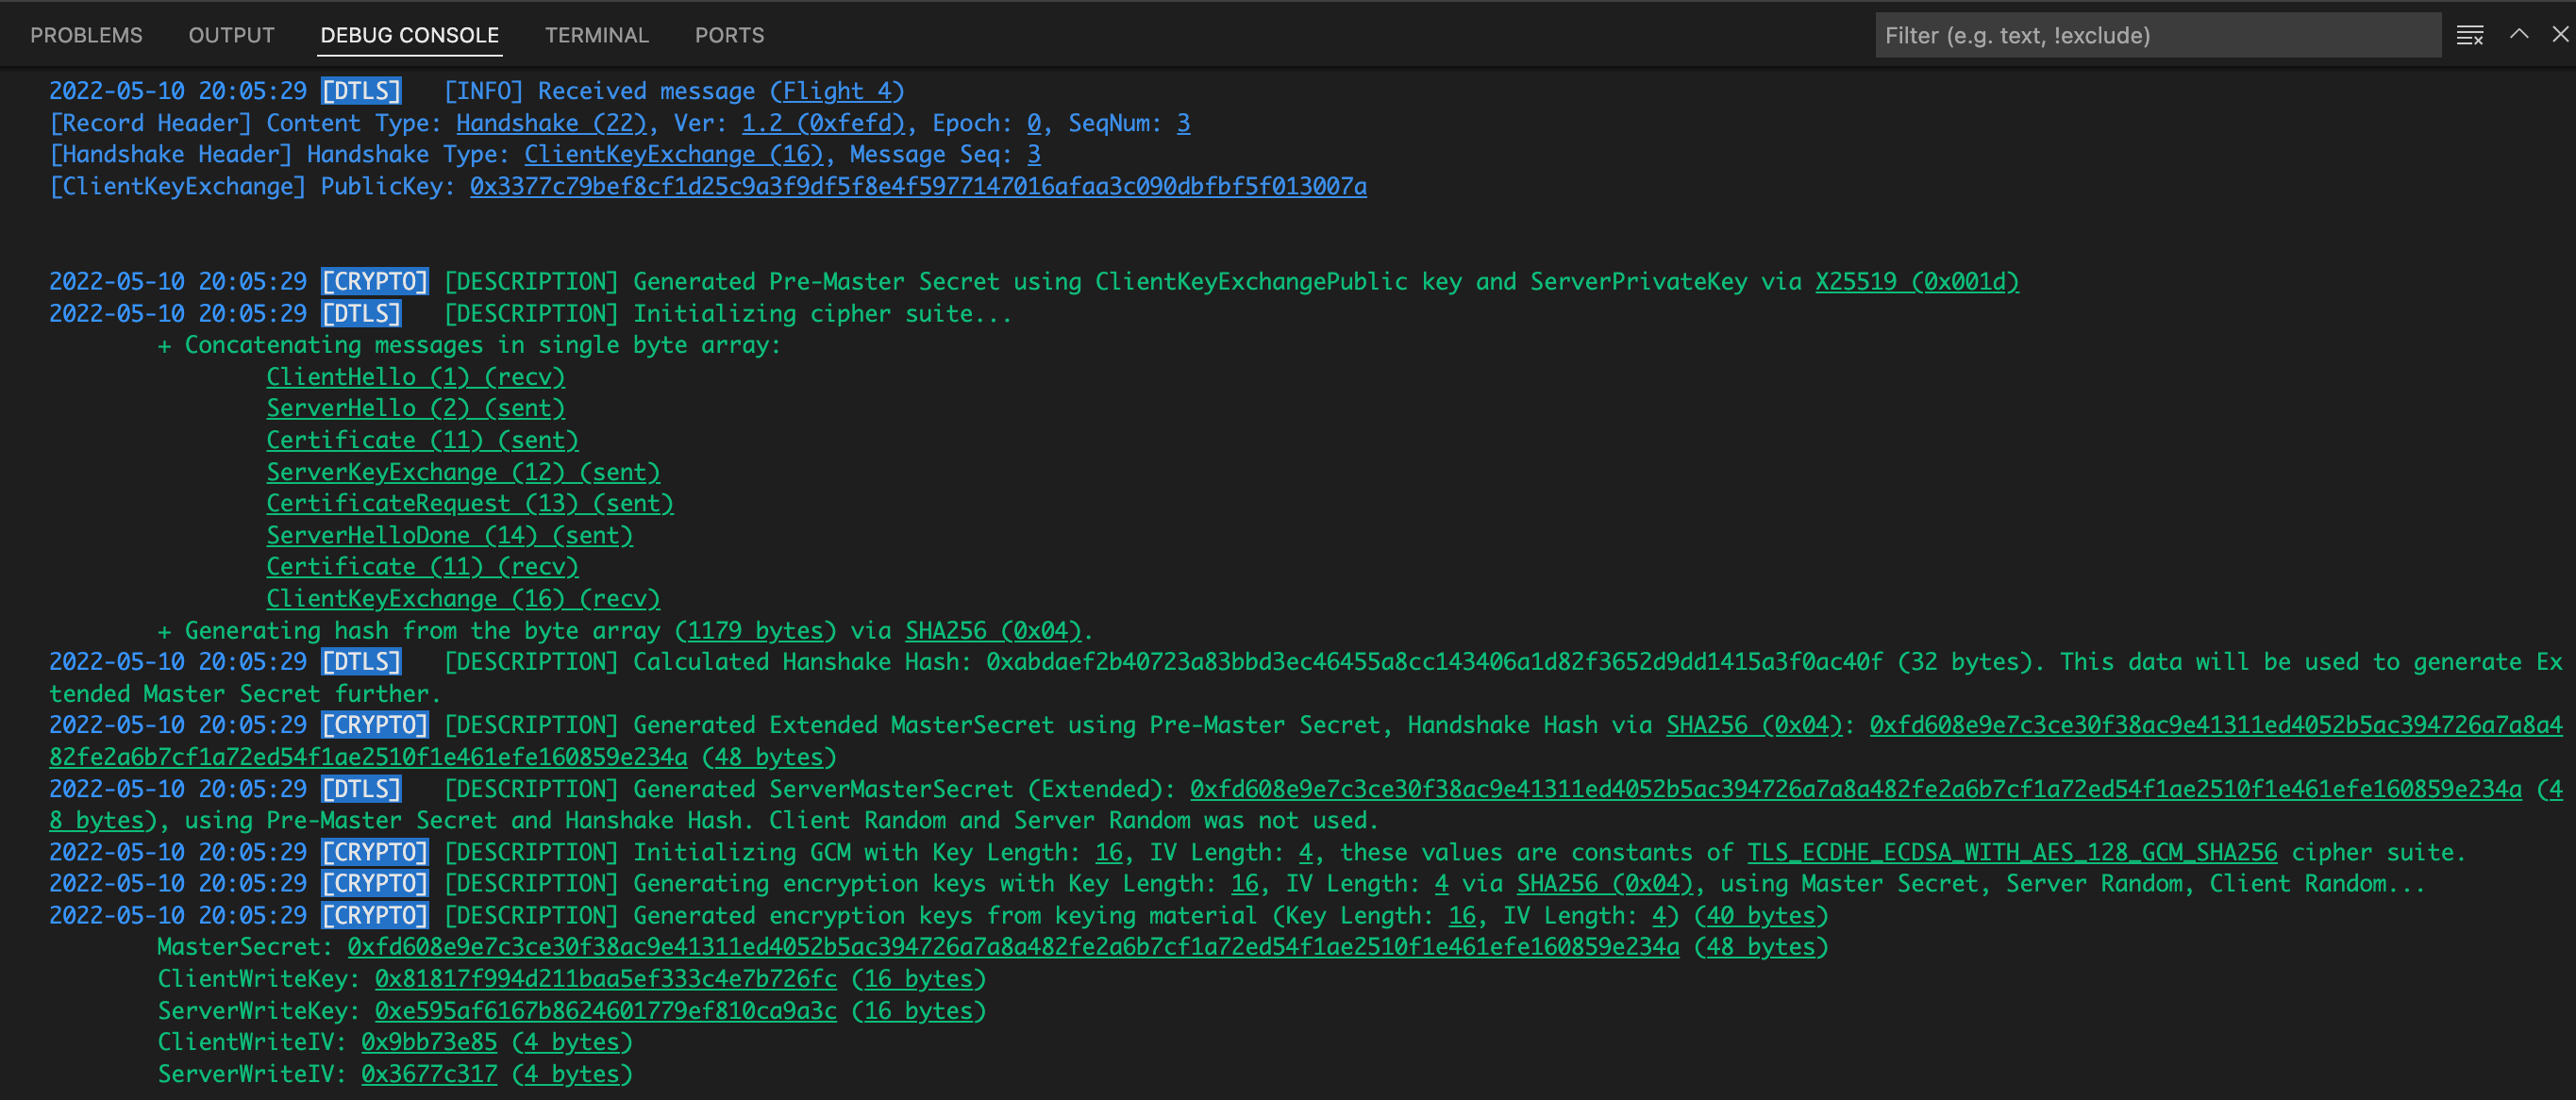 PROBLEMS OUTPUT DEBUG CONSOLE TERMINAL PORTS Filter (e.g. text, !exclude)
2022-05-10 20:05:29 [DTLS] [INFO] Received message (Flight 4)
[Record Header] Content Type: Handshake (22), Ver: 1.2 (0xfefd), Epoch: 0, SeqNum: 3
[Handshake Header] Handshake Type: ClientKeyExchange (16), Message Seq: 3
[ClientKeyExchange] PublicKey: 0x3377c79bef8cf1d25c9a3f9df5f8e4f5977147016afaa3c090dbfbf5f013007a
2022-05-10 20:05:29 [CRYPTO] [DESCRIPTION] Generated Pre-Master Secret using ClientKeyExchangePublic key and ServerPrivateKey via X25519 (0x001d)
2022-05-10 20:05:29 [DTLS] [DESCRIPTION] Initializing cipher suite...
+ Concatenating messages in single byte array:
ClientHello (1) (recv)
ServerHello (2) (sent)
Certificate (11) (sent)
ServerKeyExchange (12) (sent)
CertificateRequest (13) (sent)
ServerHelloDone (14) (sent)
Certificate (11) (recv)
ClientKeyExchange (16) (recv)
+ Generating hash from the byte array (1179 bytes) via SHA256 (0x04).
2022-05-10 20:05:29 [DTLS] [DESCRIPTION] Calculated Hanshake Hash: 0xabdaef2b40723a83bbd3ec46455a8cc143406a1d82f3652d9dd1415a3f0ac40f (32 bytes). This data will be used to generate Ex
tended Master Secret further.
2022-05-10 20:05:29 [CRYPTO] [DESCRIPTION] Generated Extended MasterSecret using Pre-Master Secret, Handshake Hash via SHA256 (0x04): 0xfd608e9e7c3ce30f38ac9e41311ed4052b5ac394726a7a8a4
82fe2a6b7cf1a72ed54f1ae2510f1e461efe160859e234a (48 bytes)
2022-05-10 20:05:29 [DTLS] [DESCRIPTION] Generated ServerMasterSecret (Extended): 0xfd608e9e7c3ce30f38ac9e41311ed4052b5ac394726a7a8a482fe2a6b7cf1a72ed54f1ae2510f1e461efe160859e234a (4
8 bytes), using Pre-Master Secret and Hanshake Hash. Client Random and Server Random was not used.
2022-05-10 20:05:29 [CRYPTO] [DESCRIPTION] Initializing GCM with Key Length: 16, IV Length: 4, these values are constants of TLS_ECDHE_ECDSA_WITH_AES_128_GCM_SHA256 cipher suite.
2022-05-10 20:05:29 [CRYPTO] [DESCRIPTION] Generating encryption keys with Key Length: 16, IV Length: 4 via SHA256 (0x04), using Master Secret, Server Random, Client Random...
2022-05-10 20:05:29 [CRYPTO] [DESCRIPTION] Generated encryption keys from keying material (Key Length: 16, IV Length: 4) (40 bytes)
MasterSecret: 0xfd608e9e7c3ce30f38ac9e41311ed4052b5ac394726a7a8a482fe2a6b7cf1a72ed54f1ae2510f1e461efe160859e234a (48 bytes)
ClientWriteKey: 0x81817f994d211baa5ef333c4e7b726fc (16 bytes)
ServerWriteKey: 0xe595af6167b8624601779ef810ca9a3c (16 bytes)
ClientWriteIV: 0x9bb73e85 (4 bytes)
ServerWriteIV: 0x3677c317 (4 bytes)